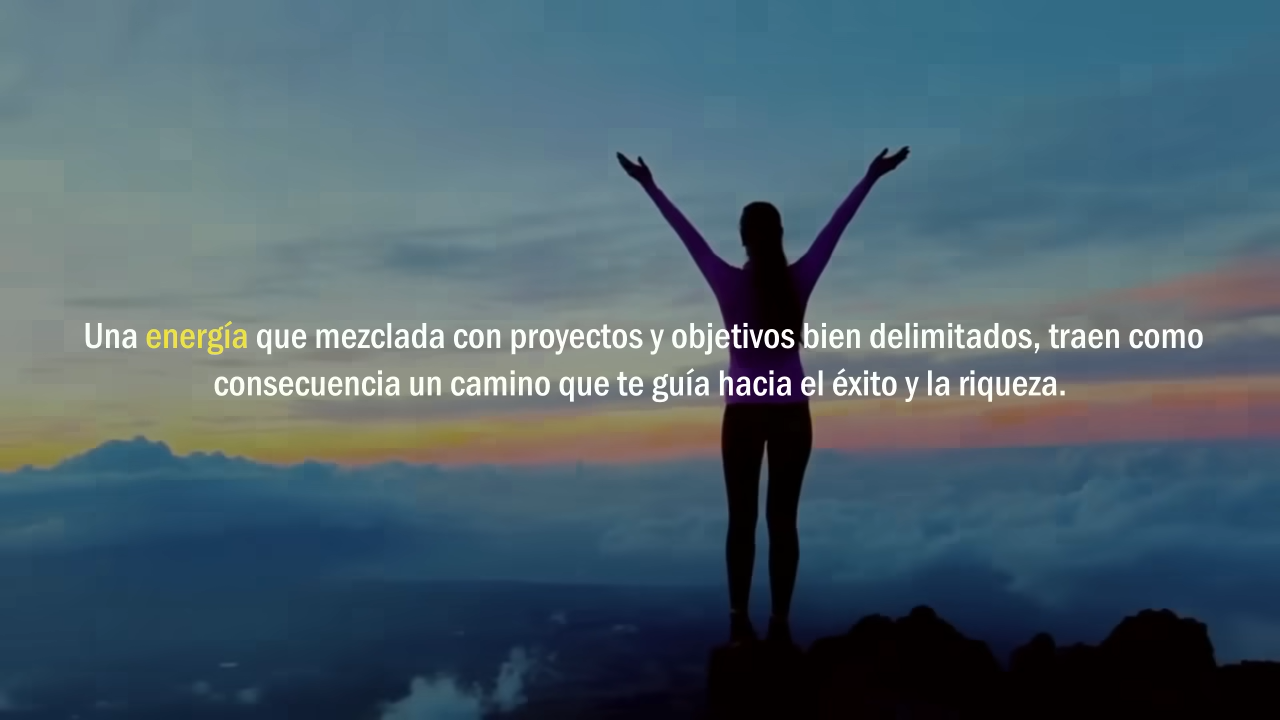 Una energía que mezclada con proyectos y objetivos bien delimitados, traen como
consecuencia un camino que te guía hacia el éxito y la riqueza.